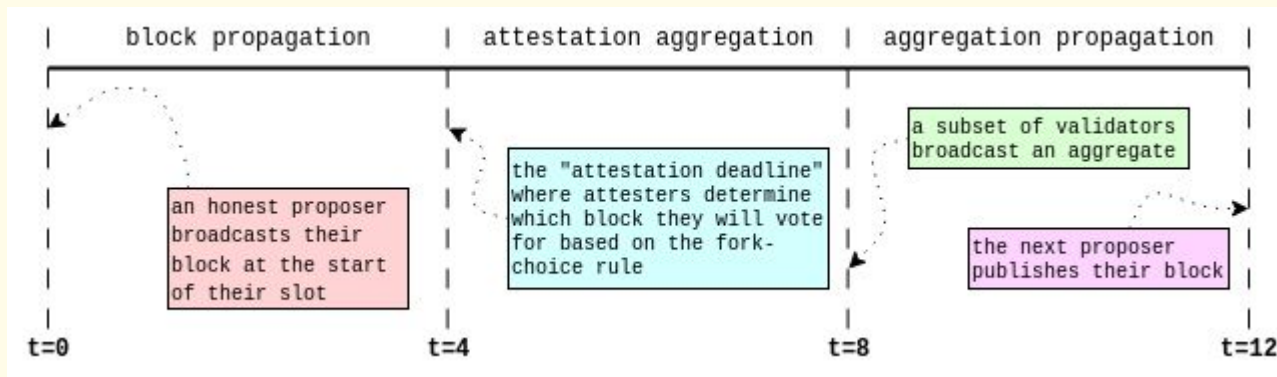 block propagation
attestation aggregation
aggregation propagation
an honest proposer
broadcasts their
block at the start
of their slot
the "attestation deadline"
where attesters determine
which block they will vote
for based on the fork-
choice rule
a subset of validators
broadcast an aggregate
the next proposer
publishes their block
t=0
t=4
t=8
t=12